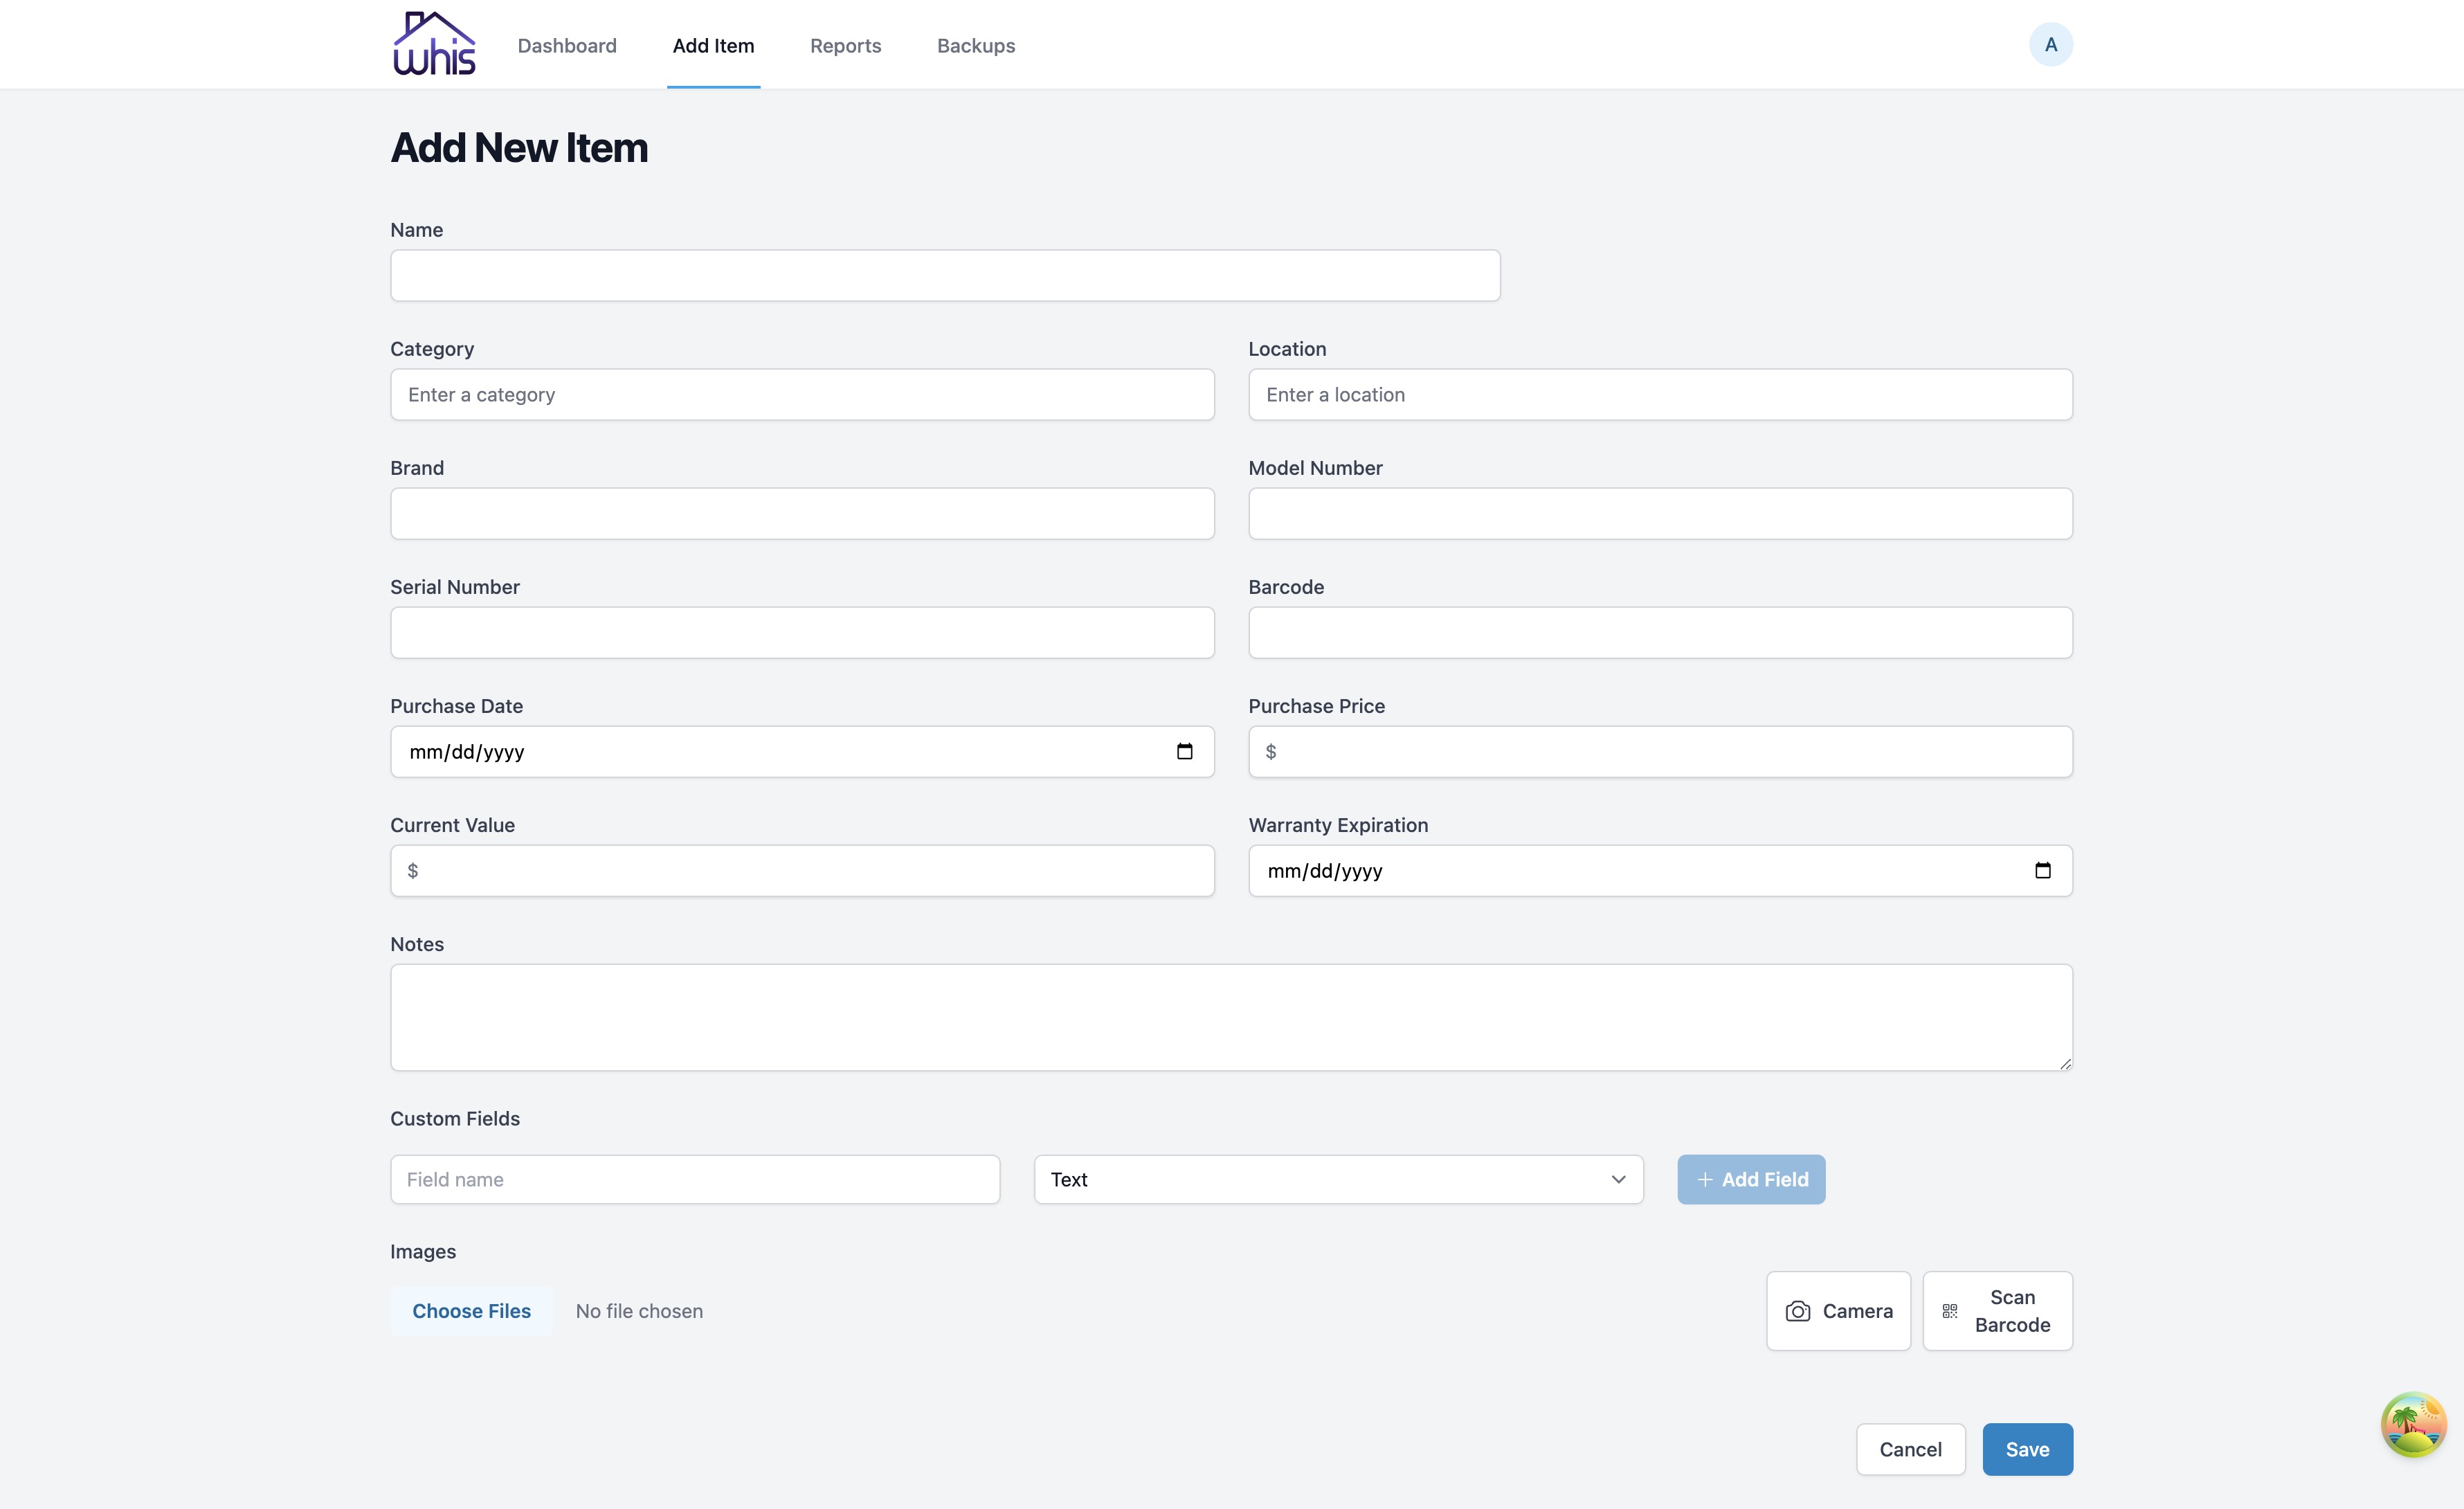 whis
Dashboard
Add Item
Reports
Backups
A
Add New Item
Name
Category
Location
Enter a category
Enter a location
Brand
Model Number
Serial Number
Barcode
Purchase Date
Purchase Price
mm/dd/yyyy
$
Current Value
Warranty Expiration
$
mm/dd/yyyy
Notes
Custom Fields
Field name
Text
+ Add Field
Images
Choose Files
No file chosen
Camera
Scan
Barcode
Cancel
Save